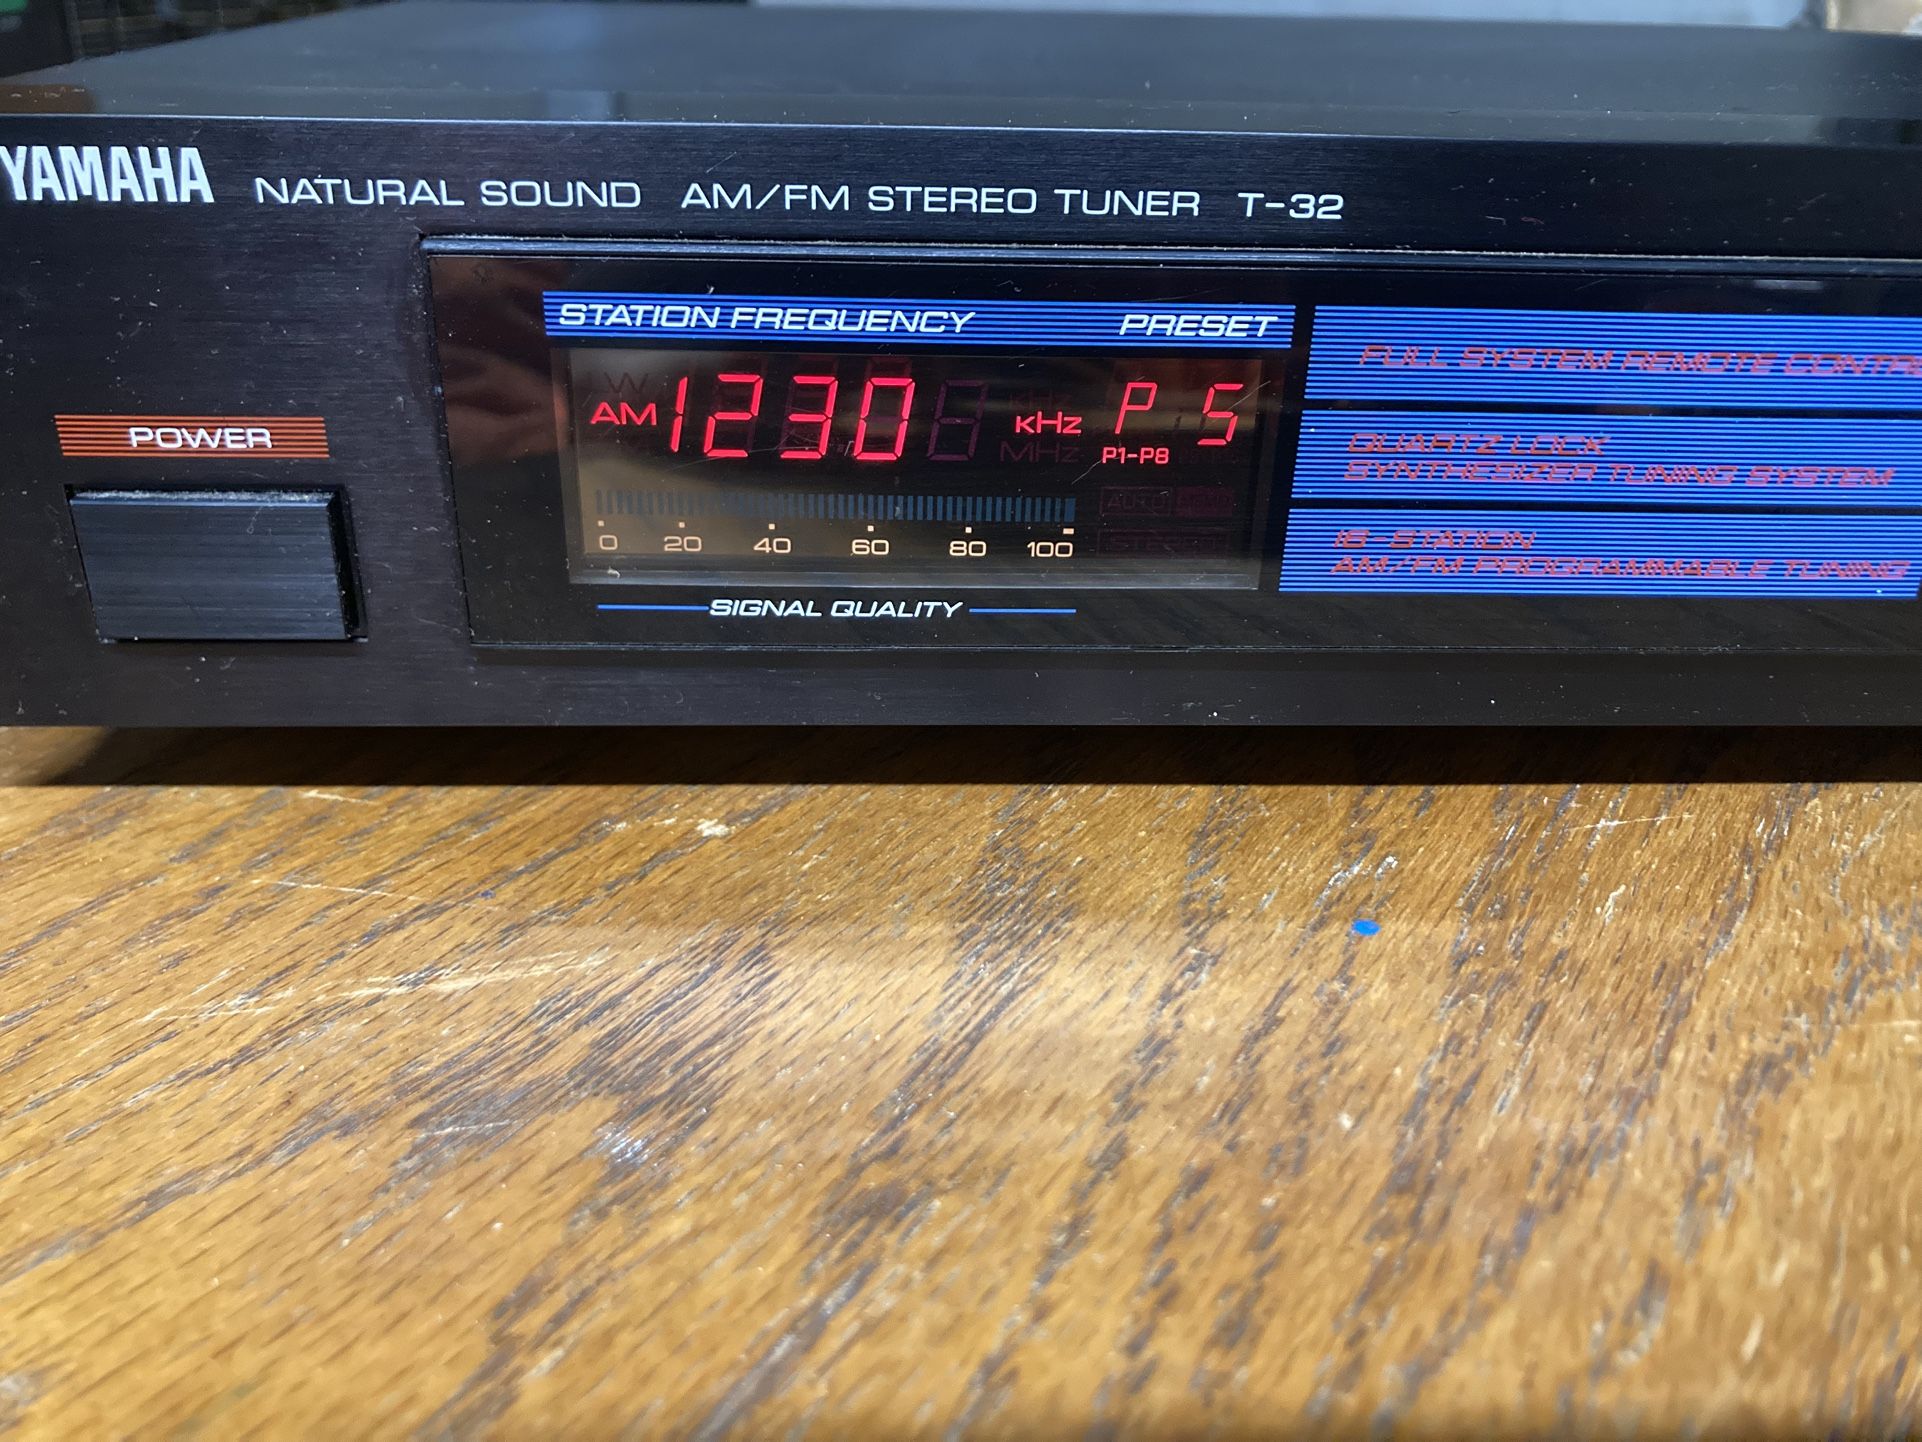 YAMAHA NATURAL SOUND AM/FM STEREO TUNER T-32
STATION FREQUENCY PRESET
FULL SYSTEM REMOTE
AM 1230 kHz P 5
MHz
P1-P8
POWER
QUARTZ LOCK
SYNTHESIZER TUNING SYSTEM
AUTO
STEREO
0 20 40 60 80 100
16-STATION
AM/FM PROGRAMMABLE TUNING
SIGNAL QUALITY